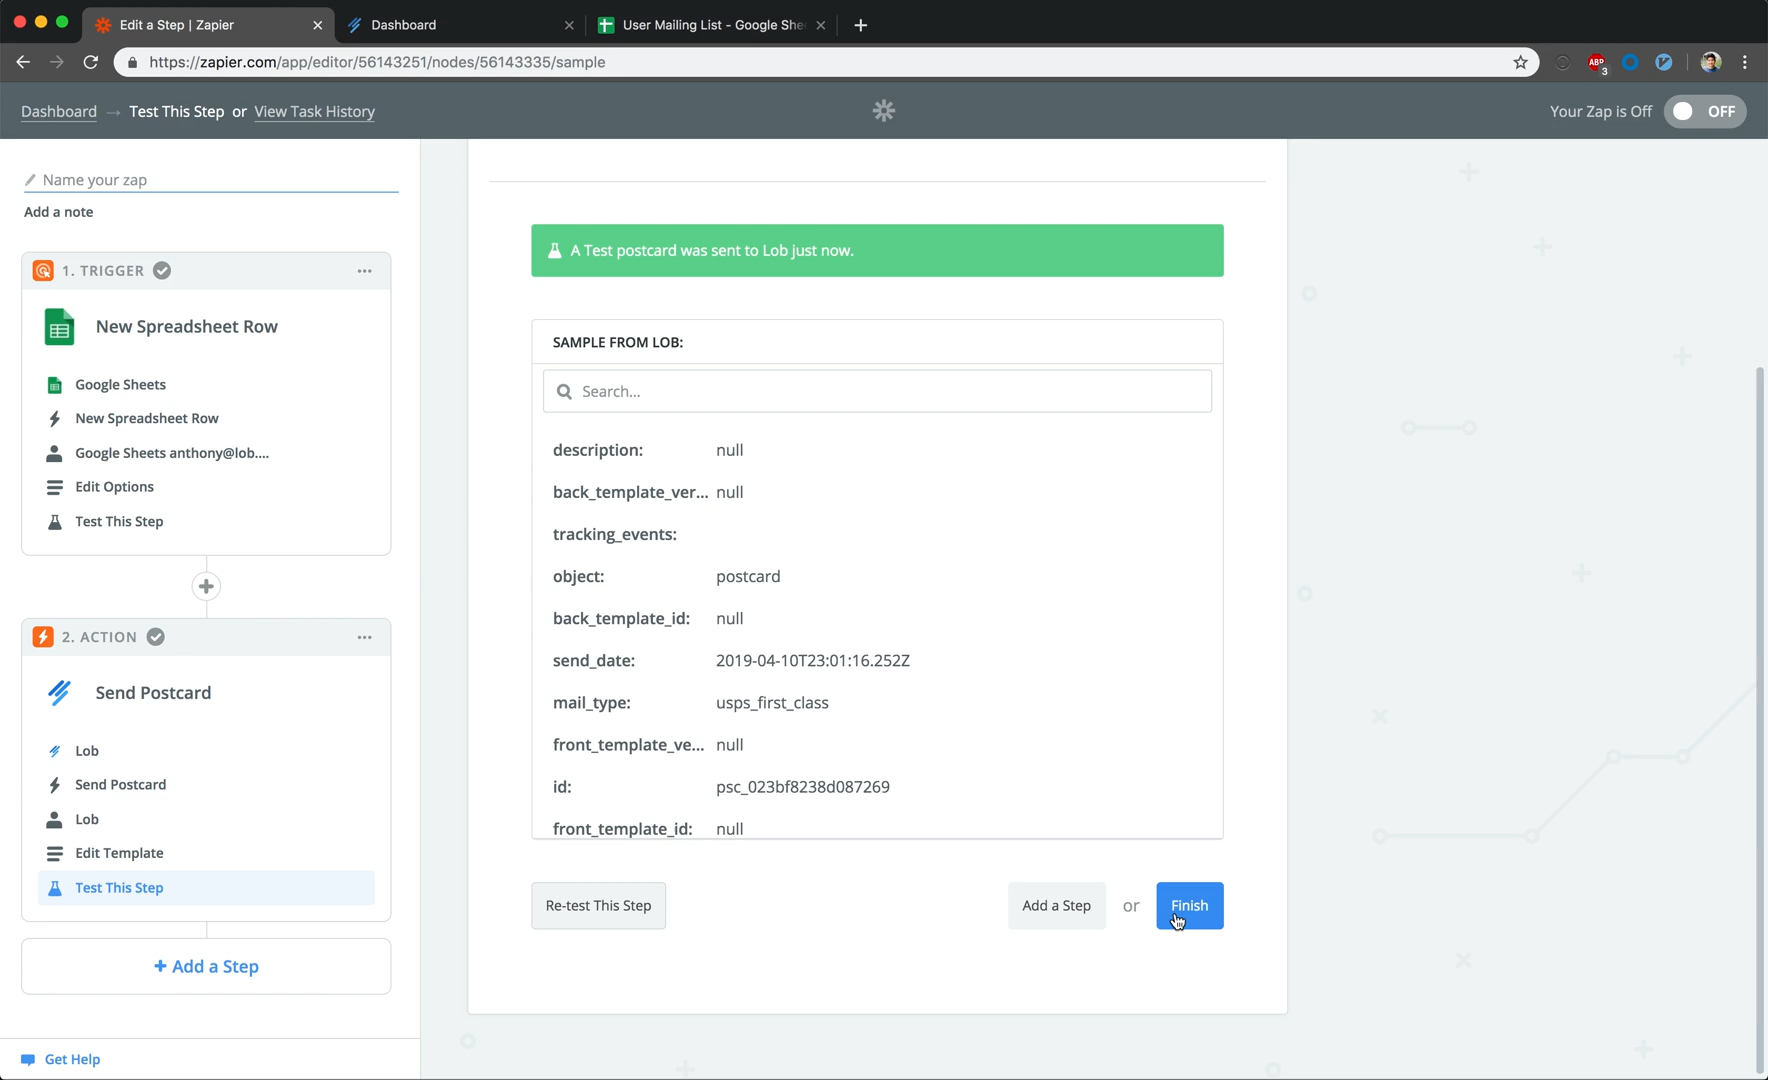 Edit a Step | Zapier
Dashboard
User Mailing List - Google She
https://zapier.com/app/editor/56143251/nodes/56143335/sample
ABP
3
Dashboard → Test This Step or View Task History
Your Zap is Off
OFF
Name your zap
Add a note
1. TRIGGER
New Spreadsheet Row
Google Sheets
New Spreadsheet Row
Google Sheets anthony@lob....
Edit Options
Test This Step
2. ACTION
Send Postcard
Lob
Send Postcard
Lob
Edit Template
Test This Step
+ Add a Step
Get Help
A Test postcard was sent to Lob just now.
SAMPLE FROM LOB:
Search...
description: null
back_template_ver... null
tracking_events:
object: postcard
back_template_id: null
send_date: 2019-04-10T23:01:16.252Z
mail_type: usps_first_class
front_template_ve... null
id: psc_023bf8238d087269
front_template_id: null
Re-test This Step
Add a Step or Finish